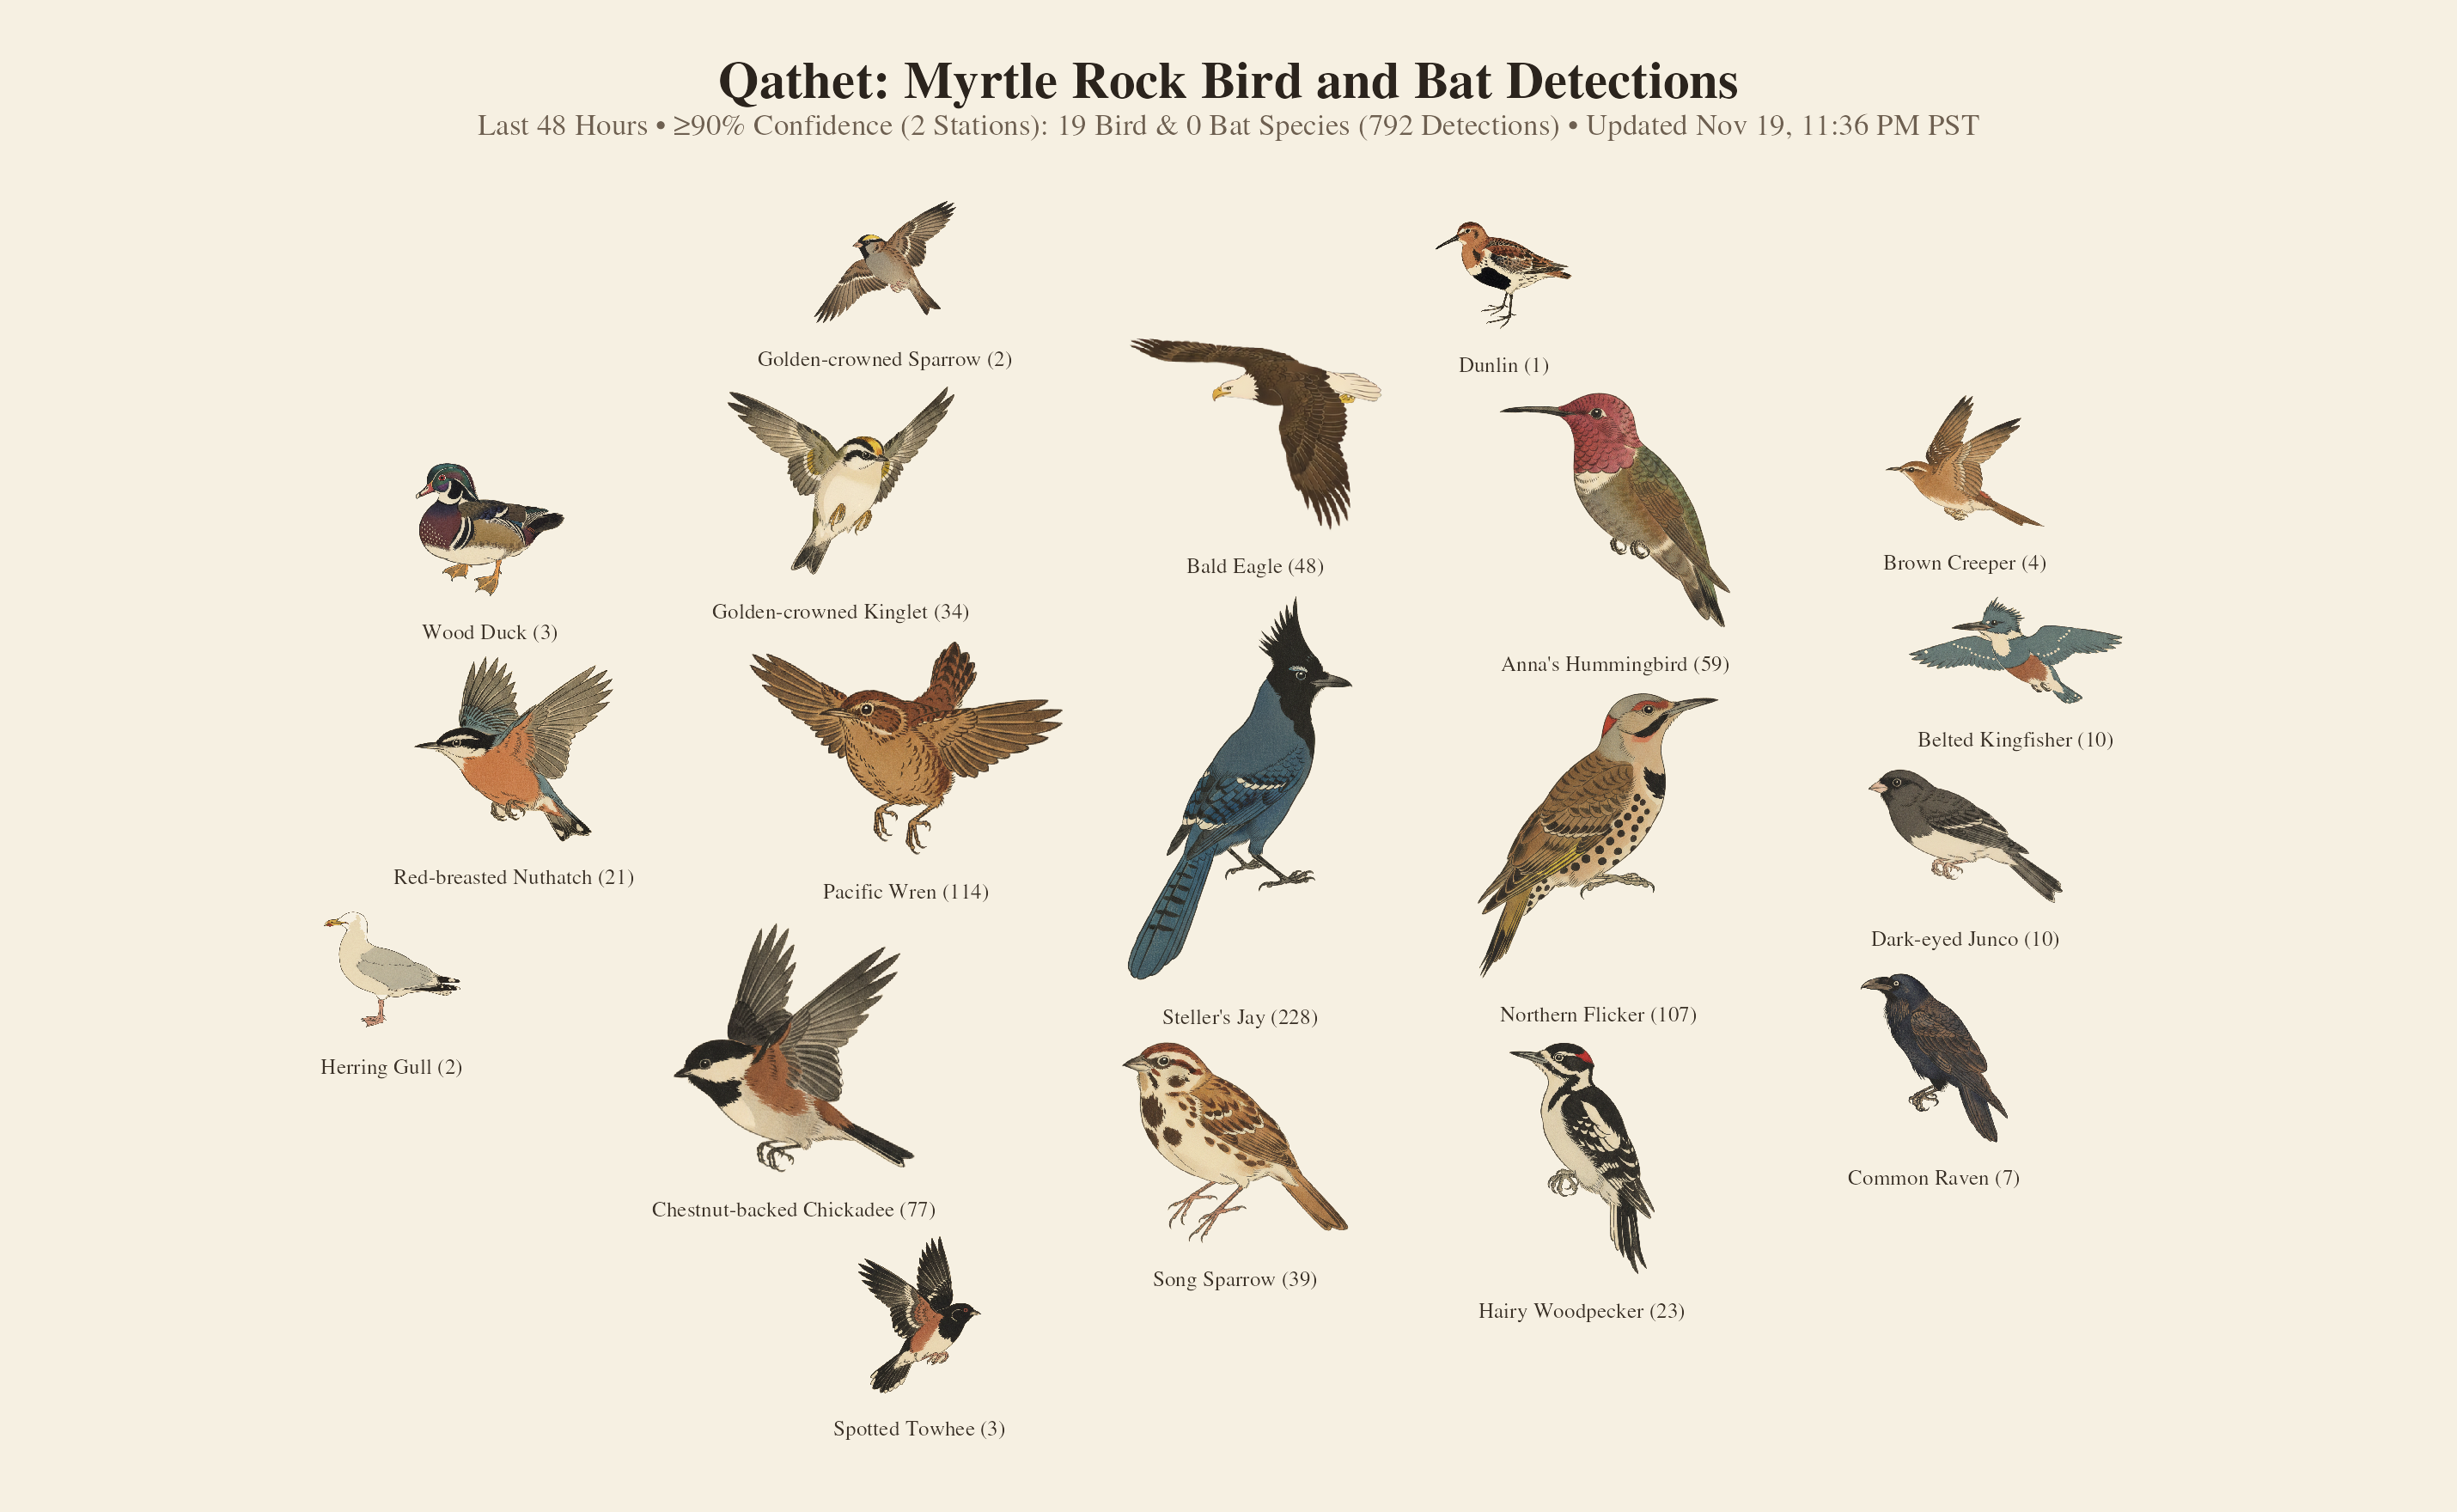 Qathet: Myrtle Rock Bird and Bat Detections
Last 48 Hours • ≥90% Confidence (2 Stations): 19 Bird & 0 Bat Species (792 Detections) • Updated Nov 19, 11:36 PM PST
Golden-crowned Sparrow (2)
Dunlin (1)
Bald Eagle (48)
Brown Creeper (4)
Golden-crowned Kinglet (34)
Wood Duck (3)
Anna's Hummingbird (59)
Belted Kingfisher (10)
Red-breasted Nuthatch (21)
Pacific Wren (114)
Dark-eyed Junco (10)
Northern Flicker (107)
Steller's Jay (228)
Herring Gull (2)
Common Raven (7)
Chestnut-backed Chickadee (77)
Song Sparrow (39)
Hairy Woodpecker (23)
Spotted Towhee (3)